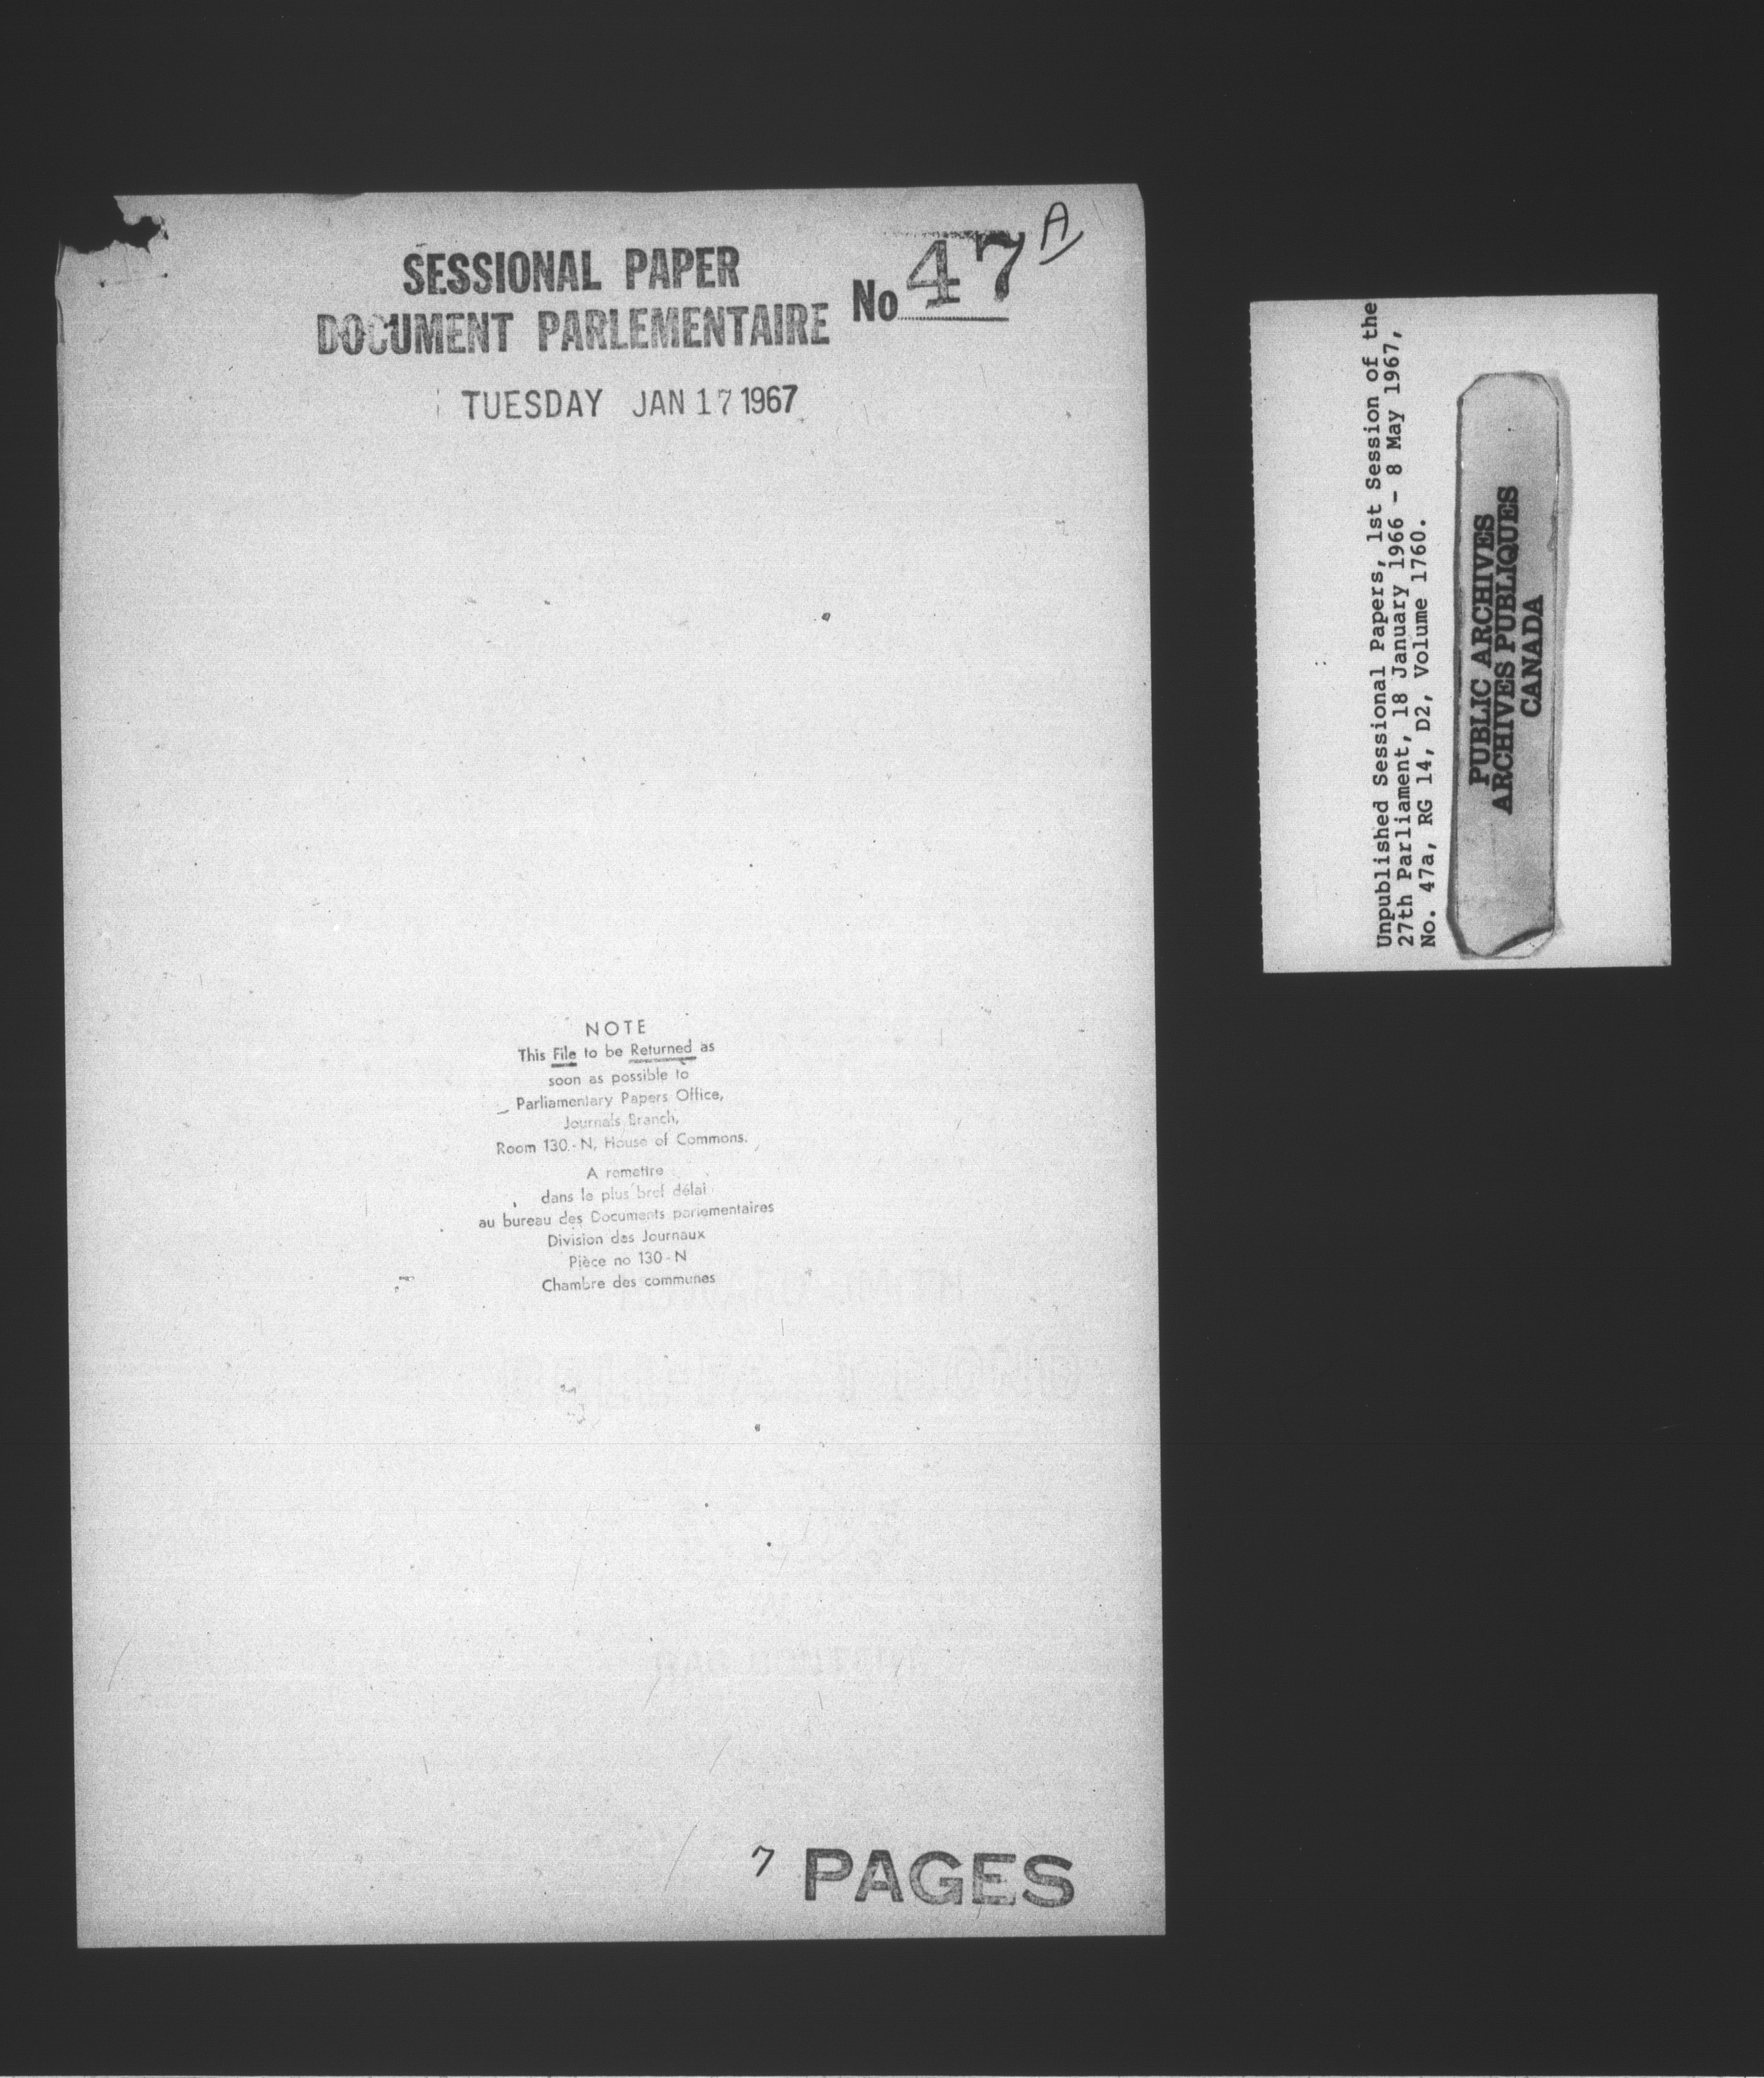 SESSIONAL PAPER
DOCUMENT PARLEMENTAIRE
No 47 A
TUESDAY JAN 17 1967
NOTE
This File to be Returned as
soon as possible to
Parliamentary Papers Office,
Journals Branch,
Room 130-N, House of Commons.
A remettre
dans le plus bref délai
au bureau des Documents parlementaires
Division des Journaux
Pièce no 130-N
Chambre des communes
7 PAGES
Unpublished Sessional Papers, 1st Session of the
27th Parliament, 18 January 1966 - 8 May 1967,
No. 47a, RG 14, D2, Volume 1760.
PUBLIC ARCHIVES
ARCHIVES PUBLIQUES
CANADA